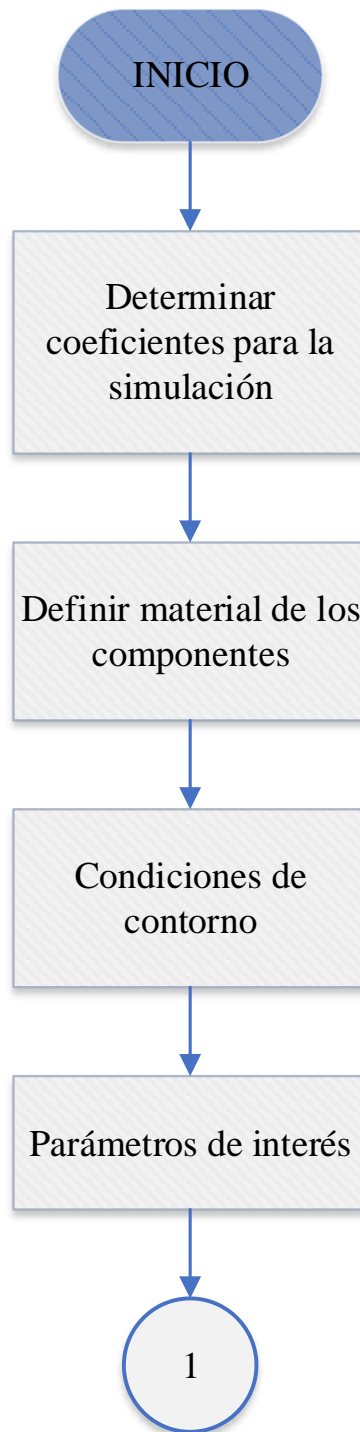 INICIO
Determinar
coeficientes para la
simulación
Definir material de los
componentes
Condiciones de
contorno
Parámetros de interés
1